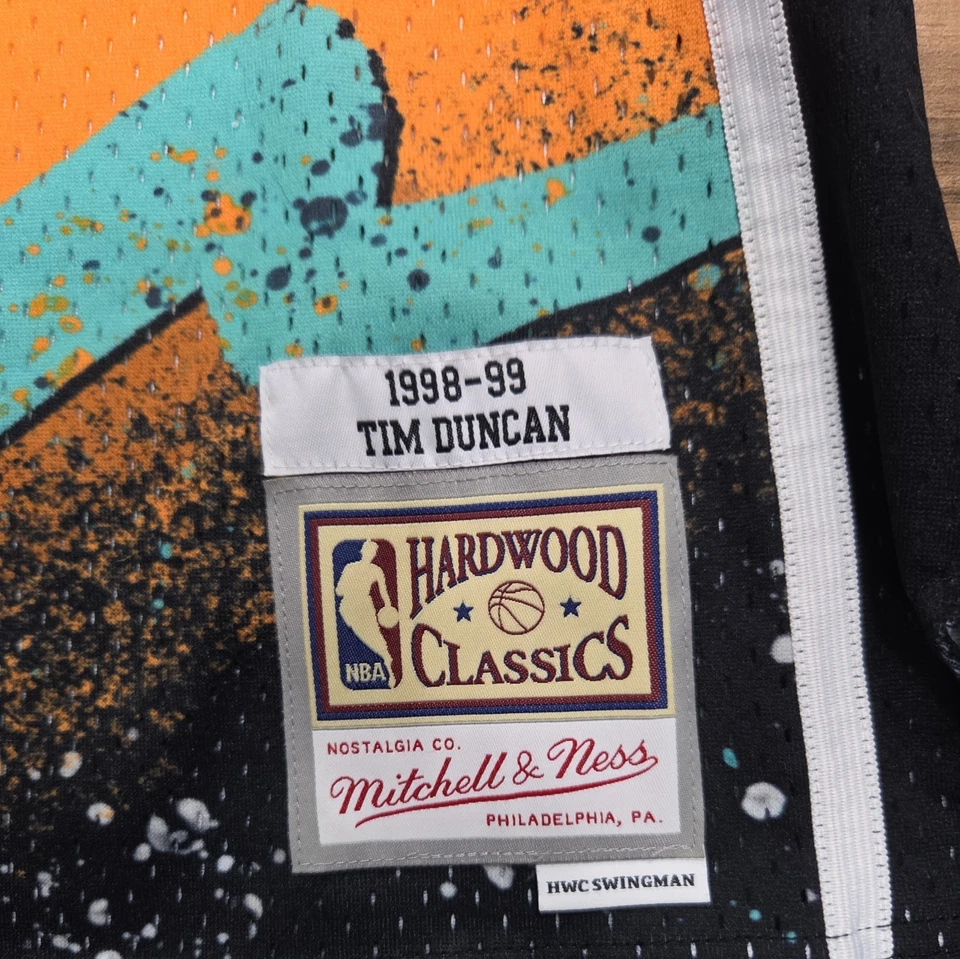 1998-99
TIM DUNCAN
HARDWOOD
CLASSICS
NBA
NOSTALGIA CO.
Mitchell & Ness
PHILADELPHIA, PA.
HWC SWINGMAN